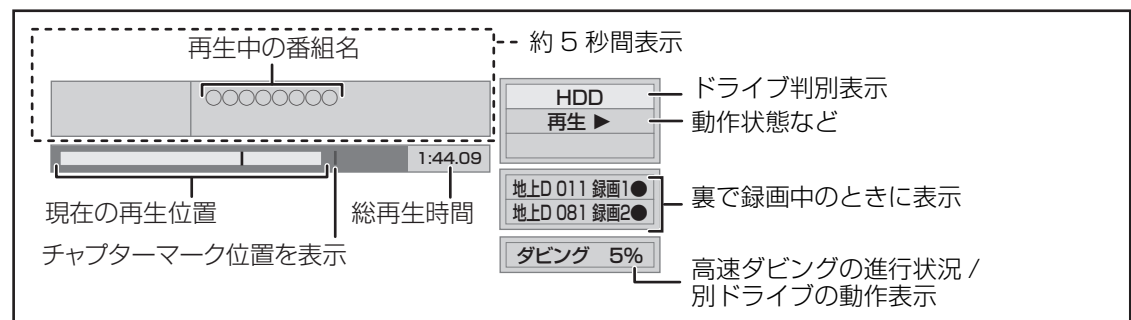 再生中の番組名
約 5 秒間表示
○○○○○○○○
HDD
再生 ▶
ドライブ判別表示
動作状態など
1:44.09
現在の再生位置
総再生時間
チャプターマーク位置を表示
地上D 011 録画1●
地上D 081 録画2●
裏で録画中のときに表示
ダビング 5%
高速ダビングの進行状況 /
別ドライブの動作表示